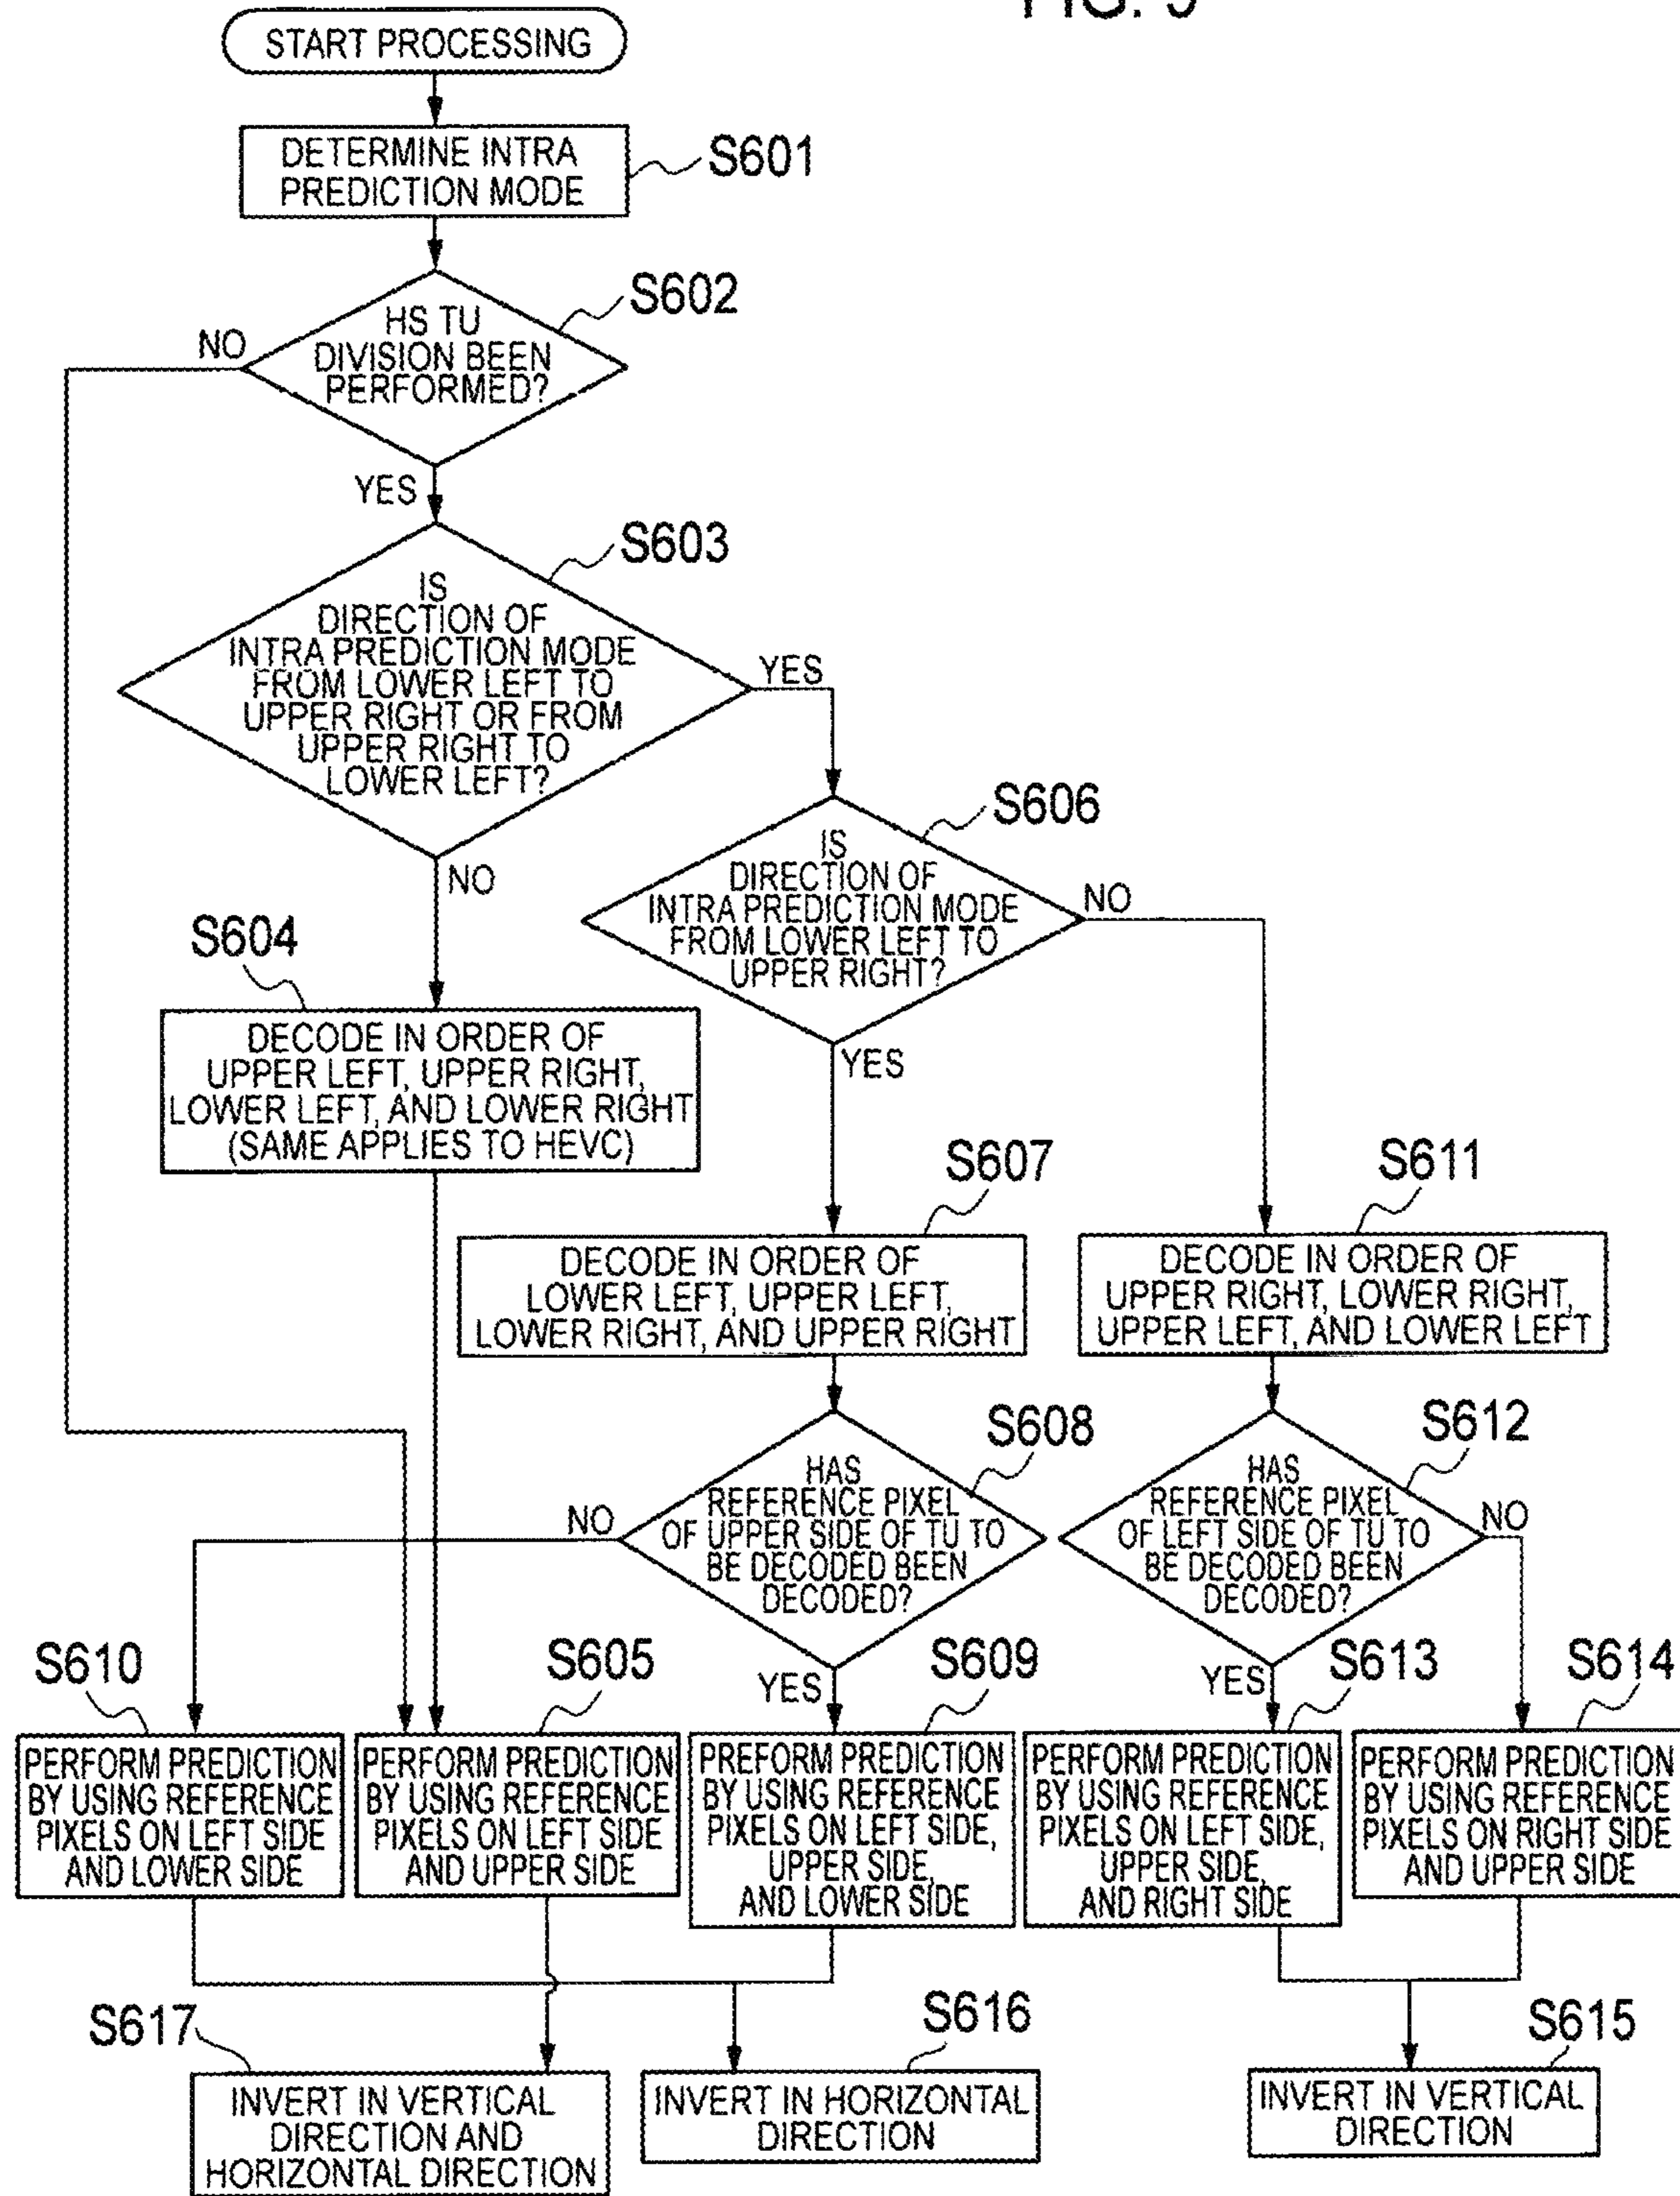 FIG. 9
START PROCESSING
DETERMINE INTRA
PREDICTION MODE
S601
S602
HS TU
DIVISION BEEN
PERFORMED?
NO
YES
S603
IS
DIRECTION OF
INTRA PREDICTION MODE
FROM LOWER LEFT TO
UPPER RIGHT OR FROM
UPPER RIGHT TO
LOWER LEFT?
YES
NO
S606
IS
DIRECTION OF
INTRA PREDICTION MODE
FROM LOWER LEFT TO
UPPER RIGHT?
NO
YES
S604
DECODE IN ORDER OF
UPPER LEFT, UPPER RIGHT,
LOWER LEFT, AND LOWER RIGHT
(SAME APPLIES TO HEVC)
S607
DECODE IN ORDER OF
LOWER LEFT, UPPER LEFT,
LOWER RIGHT, AND UPPER RIGHT
S611
DECODE IN ORDER OF
UPPER RIGHT, LOWER RIGHT,
UPPER LEFT, AND LOWER LEFT
S608
HAS
REFERENCE PIXEL
OF UPPER SIDE OF TU TO
BE DECODED BEEN
DECODED?
NO
YES
S612
HAS
REFERENCE PIXEL
OF LEFT SIDE OF TU TO
BE DECODED BEEN
DECODED?
NO
YES
S610
PERFORM PREDICTION
BY USING REFERENCE
PIXELS ON LEFT SIDE
AND LOWER SIDE
S605
PERFORM PREDICTION
BY USING REFERENCE
PIXELS ON LEFT SIDE
AND UPPER SIDE
S609
PREFORM PREDICTION
BY USING REFERENCE
PIXELS ON LEFT SIDE,
UPPER SIDE,
AND LOWER SIDE
S613
PERFORM PREDICTION
BY USING REFERENCE
PIXELS ON LEFT SIDE,
UPPER SIDE,
AND RIGHT SIDE
S614
PERFORM PREDICTION
BY USING REFERENCE
PIXELS ON RIGHT SIDE
AND UPPER SIDE
S617
INVERT IN VERTICAL
DIRECTION AND
HORIZONTAL DIRECTION
S616
INVERT IN HORIZONTAL
DIRECTION
S615
INVERT IN VERTICAL
DIRECTION